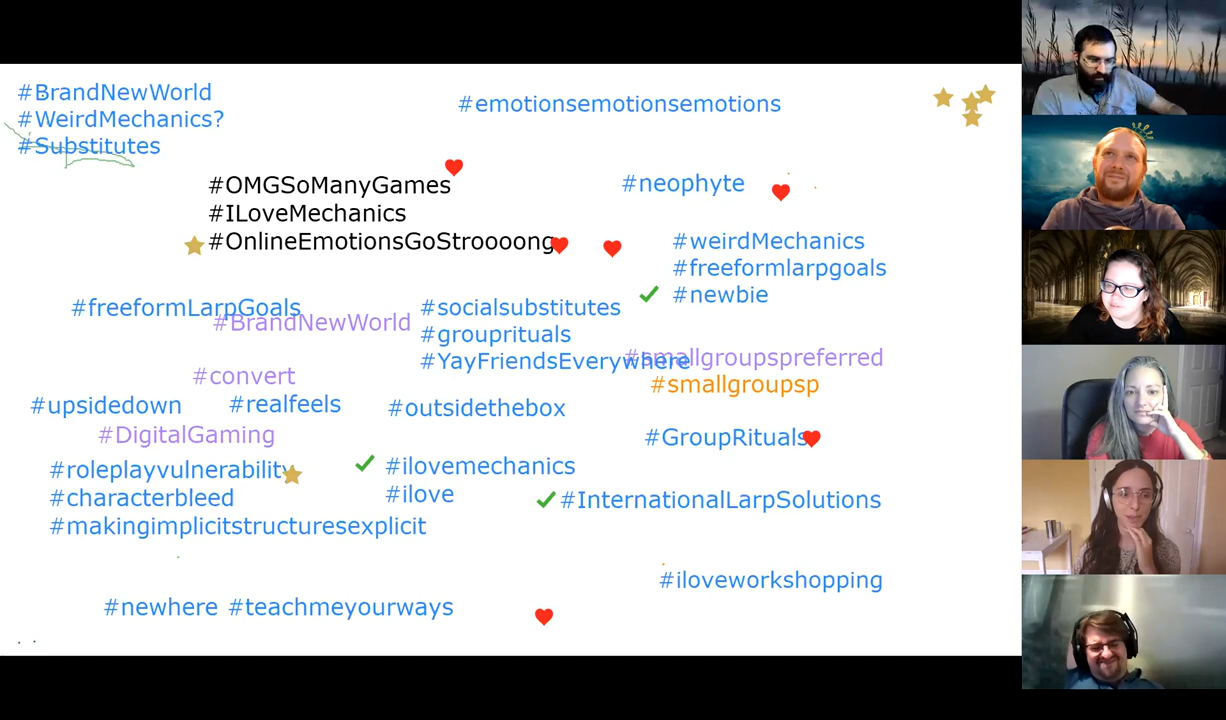 #BrandNewWorld
#WeirdMechanics?
#Substitutes
#emotionsemotionsemotions
#OMGSoManyGames
#ILoveMechanics
#OnlineEmotionsGoStroooong
#neophyte
#weirdMechanics
#freeformlarpgoals
#newbie
#freeformLarpGoals
#BrandNewWorld
#socialsubstitutes
#grouprituals
#YayFriendsEverywhere
#smallgroupspreferred
#smallgroupsp
#convert
#upsidedown
#realfeels
#outsidethebox
#DigitalGaming
#GroupRituals
#roleplayvulnerability
#characterbleed
#makingimplicitstructuresexplicit
#ilovemechanics
#ilove
#InternationalLarpSolutions
#iloveworkshopping
#newhere #teachmeyourways